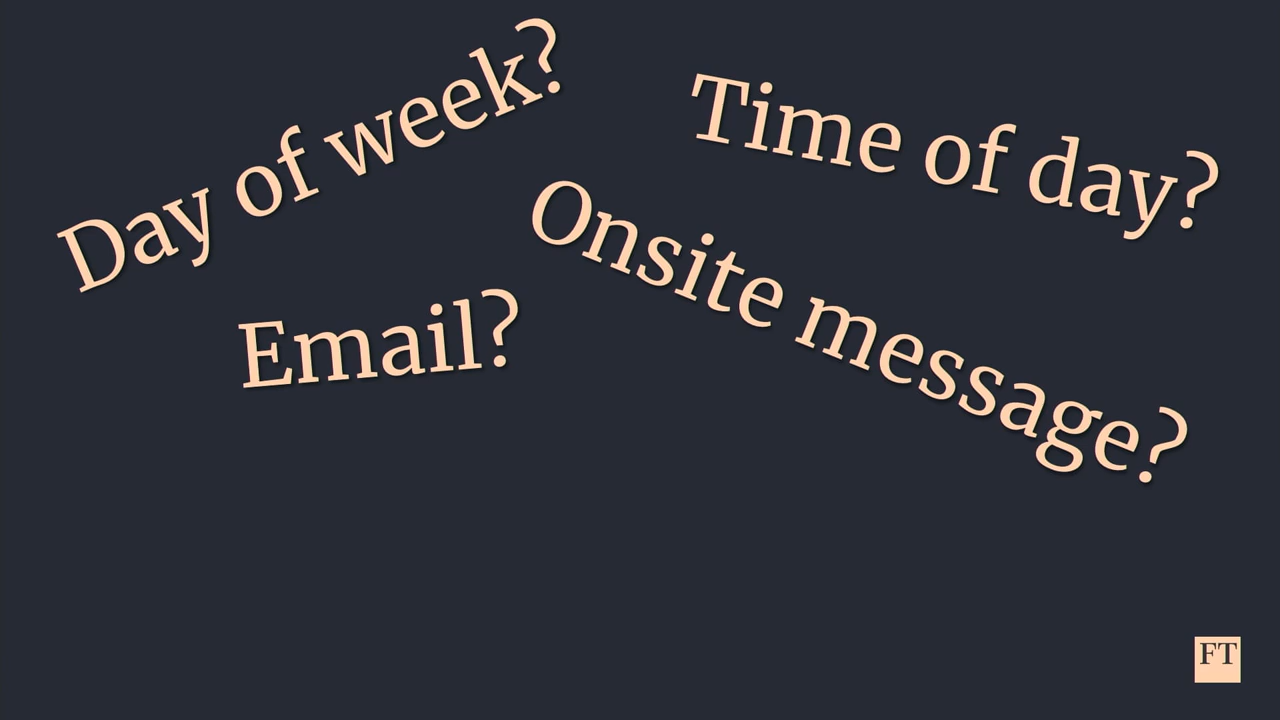 Day of week?
Time of day?
Onsite message?
Email?
FT